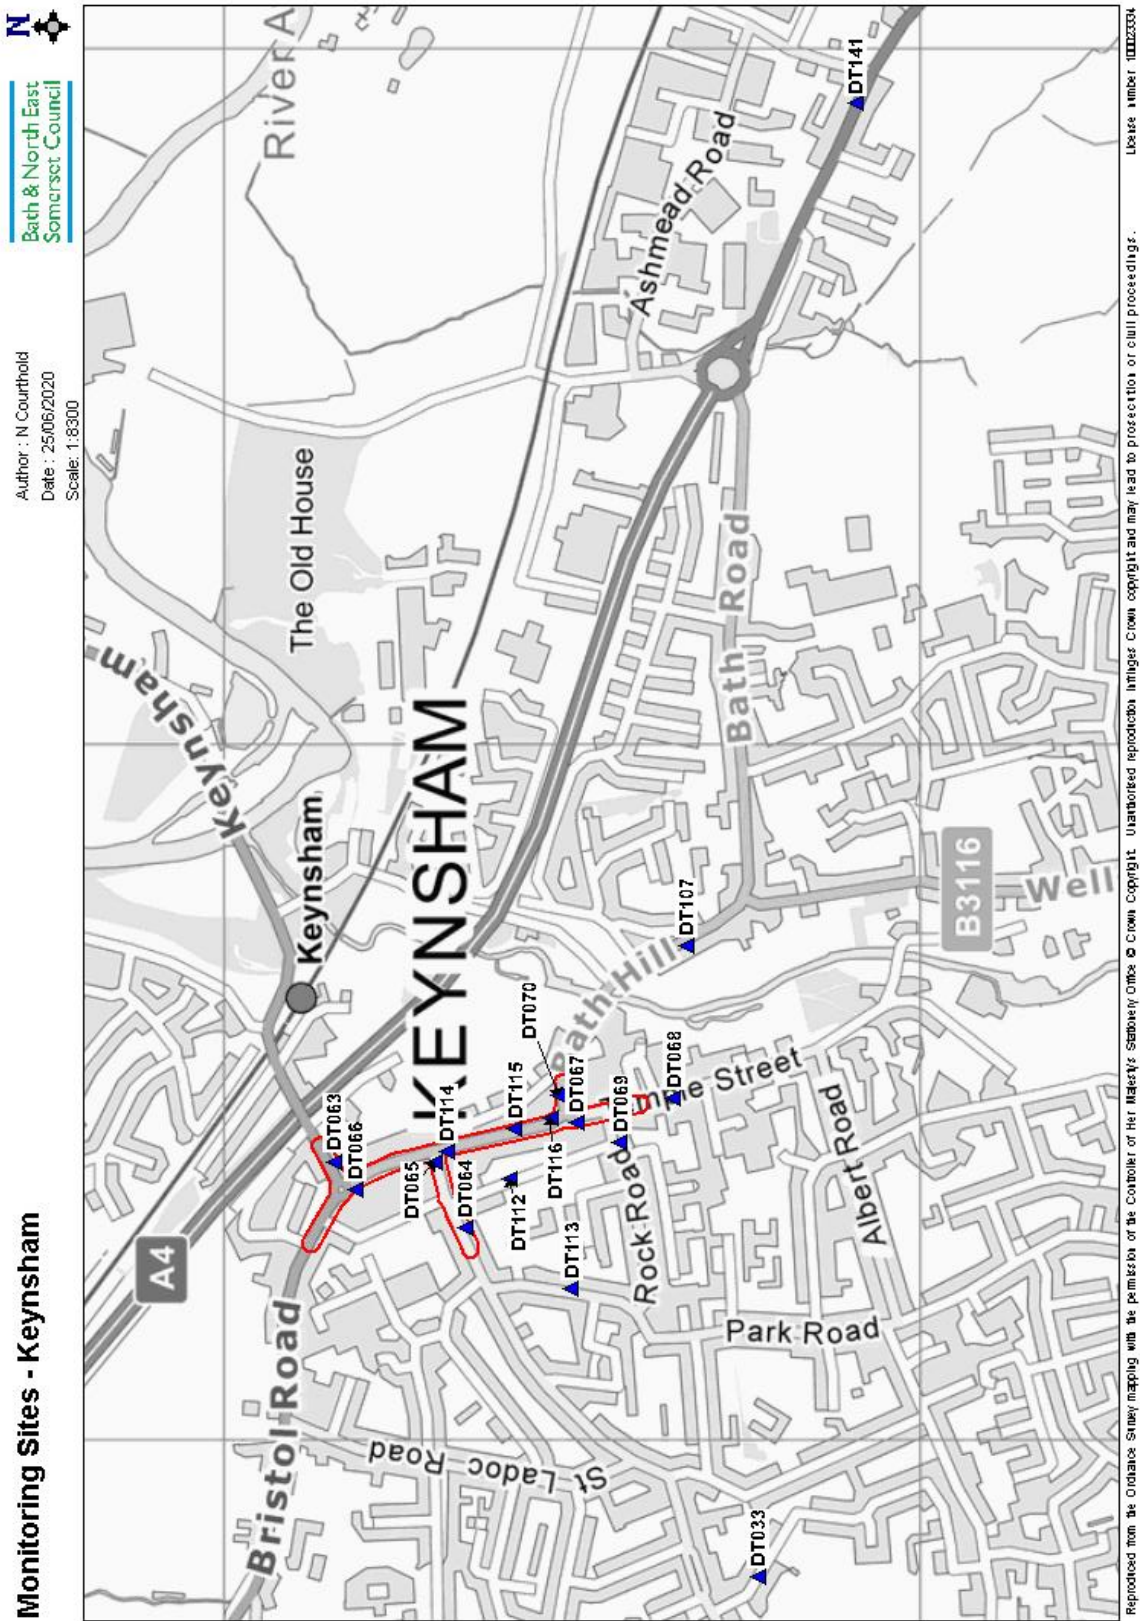 Monitoring Sites - Keynsham
Author : N Courthold
Date : 25/06/2020
Scale: 1:8300
Bath & North East
Somerset Council
N
River A
Keynsham
The Old House
Keynsham
A4
Bristol Road
KEYNSHAM
Ashmead Road
DT141
DT063
DT066
DT065
DT114
DT064
DT115
DT070
DT112
DT116
DT067
DT113
DT069
DT068
DT107
Bath Hill
Bath Road
Temple Street
Rock Road
Albert Road
Park Road
St Ladoc Road
DT033
B3116
Well
Reproduced from the Ordnance Survey mapping with the permission of the Controller of Her Majesty's Stationery Office © Crown Copyright. Unauthorised reproduction infringes Crown copyright and may lead to prosecution or civil proceedings.
License number 100023334